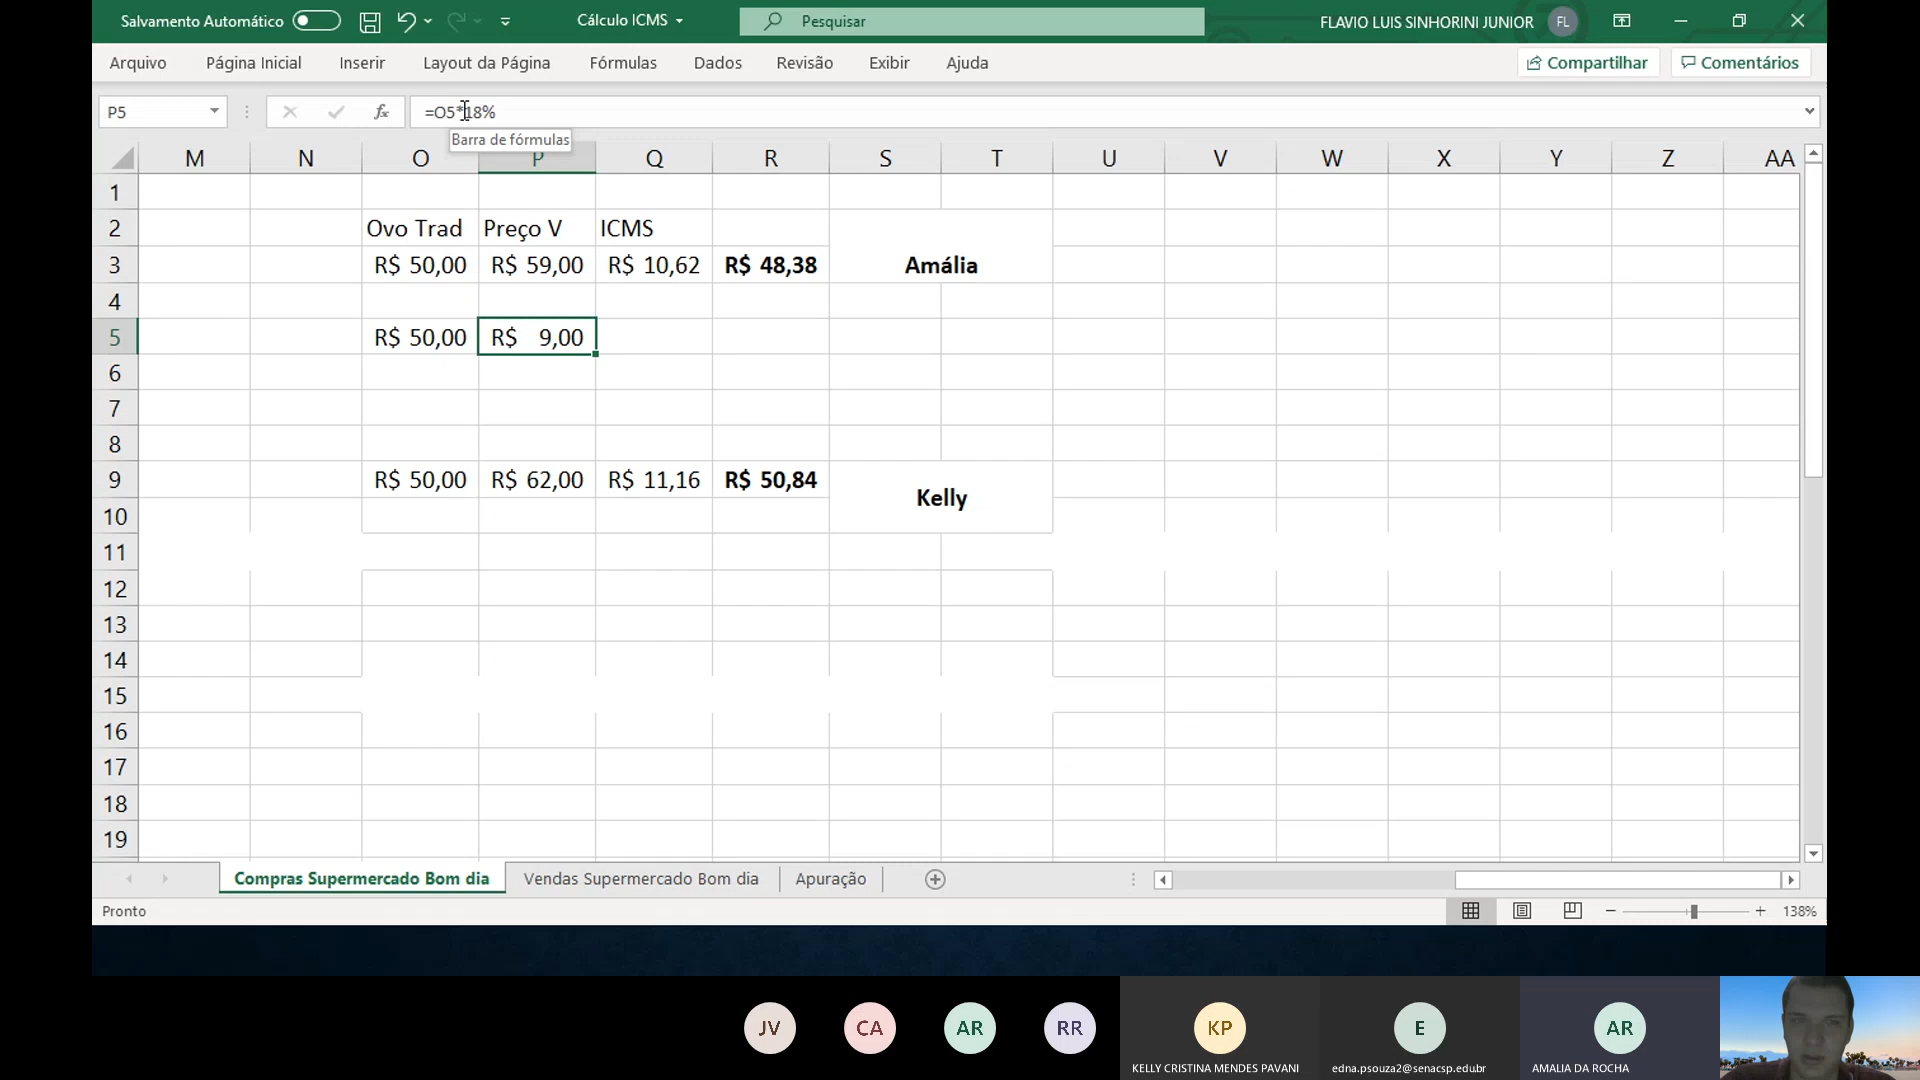 Salvamento Automático
Cálculo ICMS
Pesquisar
FLAVIO LUIS SINHORINI JUNIOR FL
Arquivo Página Inicial Inserir Layout da Página Fórmulas Dados Revisão Exibir Ajuda Compartilhar Comentários
P5 fx =O5*18%
Barra de fórmulas
M N O P Q R S T U V W X Y Z AA
1
2 Ovo Trad Preço V ICMS
3 R$ 50,00 R$ 59,00 R$ 10,62 R$ 48,38 Amália
4
5 R$ 50,00 R$ 9,00
6
7
8
9 R$ 50,00 R$ 62,00 R$ 11,16 R$ 50,84
Kelly
10
11
12
13
14
15
16
17
18
19
Compras Supermercado Bom dia Vendas Supermercado Bom dia Apuração
Pronto 138%
JV CA AR RR KP E AR
KELLY CRISTINA MENDES PAVANI edna.psouza2@senacsp.edu.br AMALIA DA ROCHA